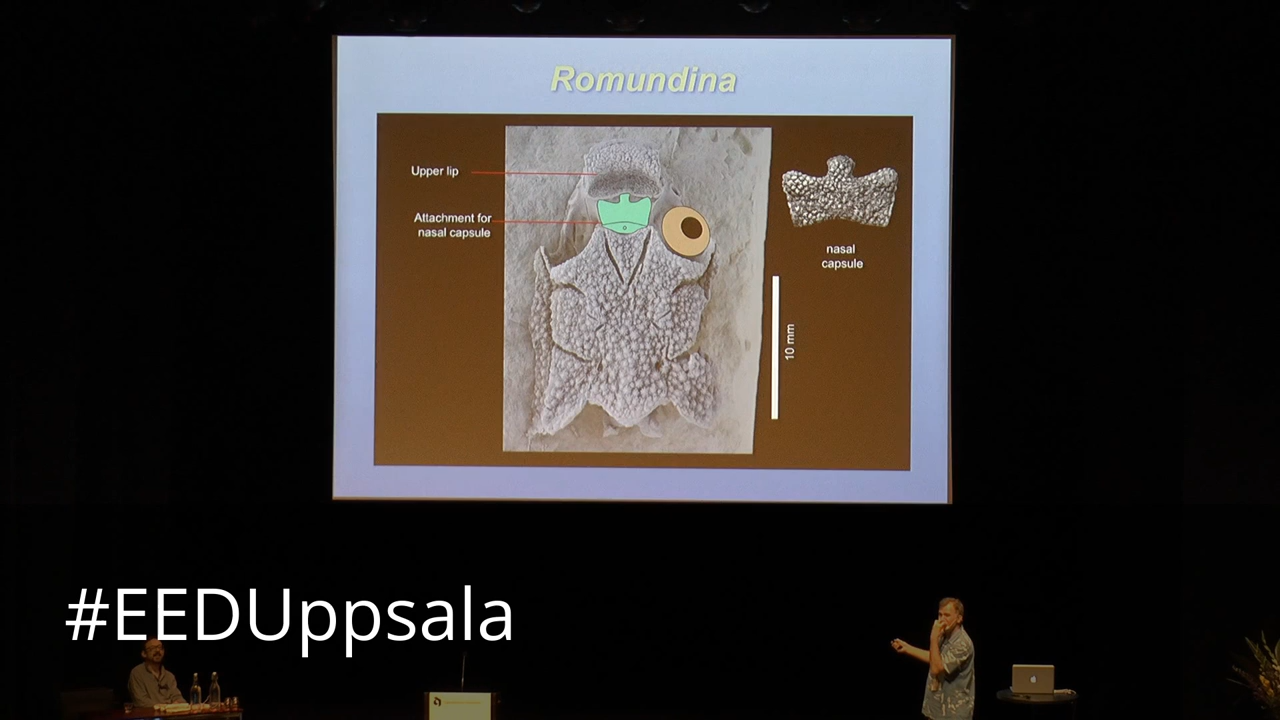 Romundina
Upper lip
Attachment for
nasal capsule
nasal
capsule
10 mm
#EEDUppsala